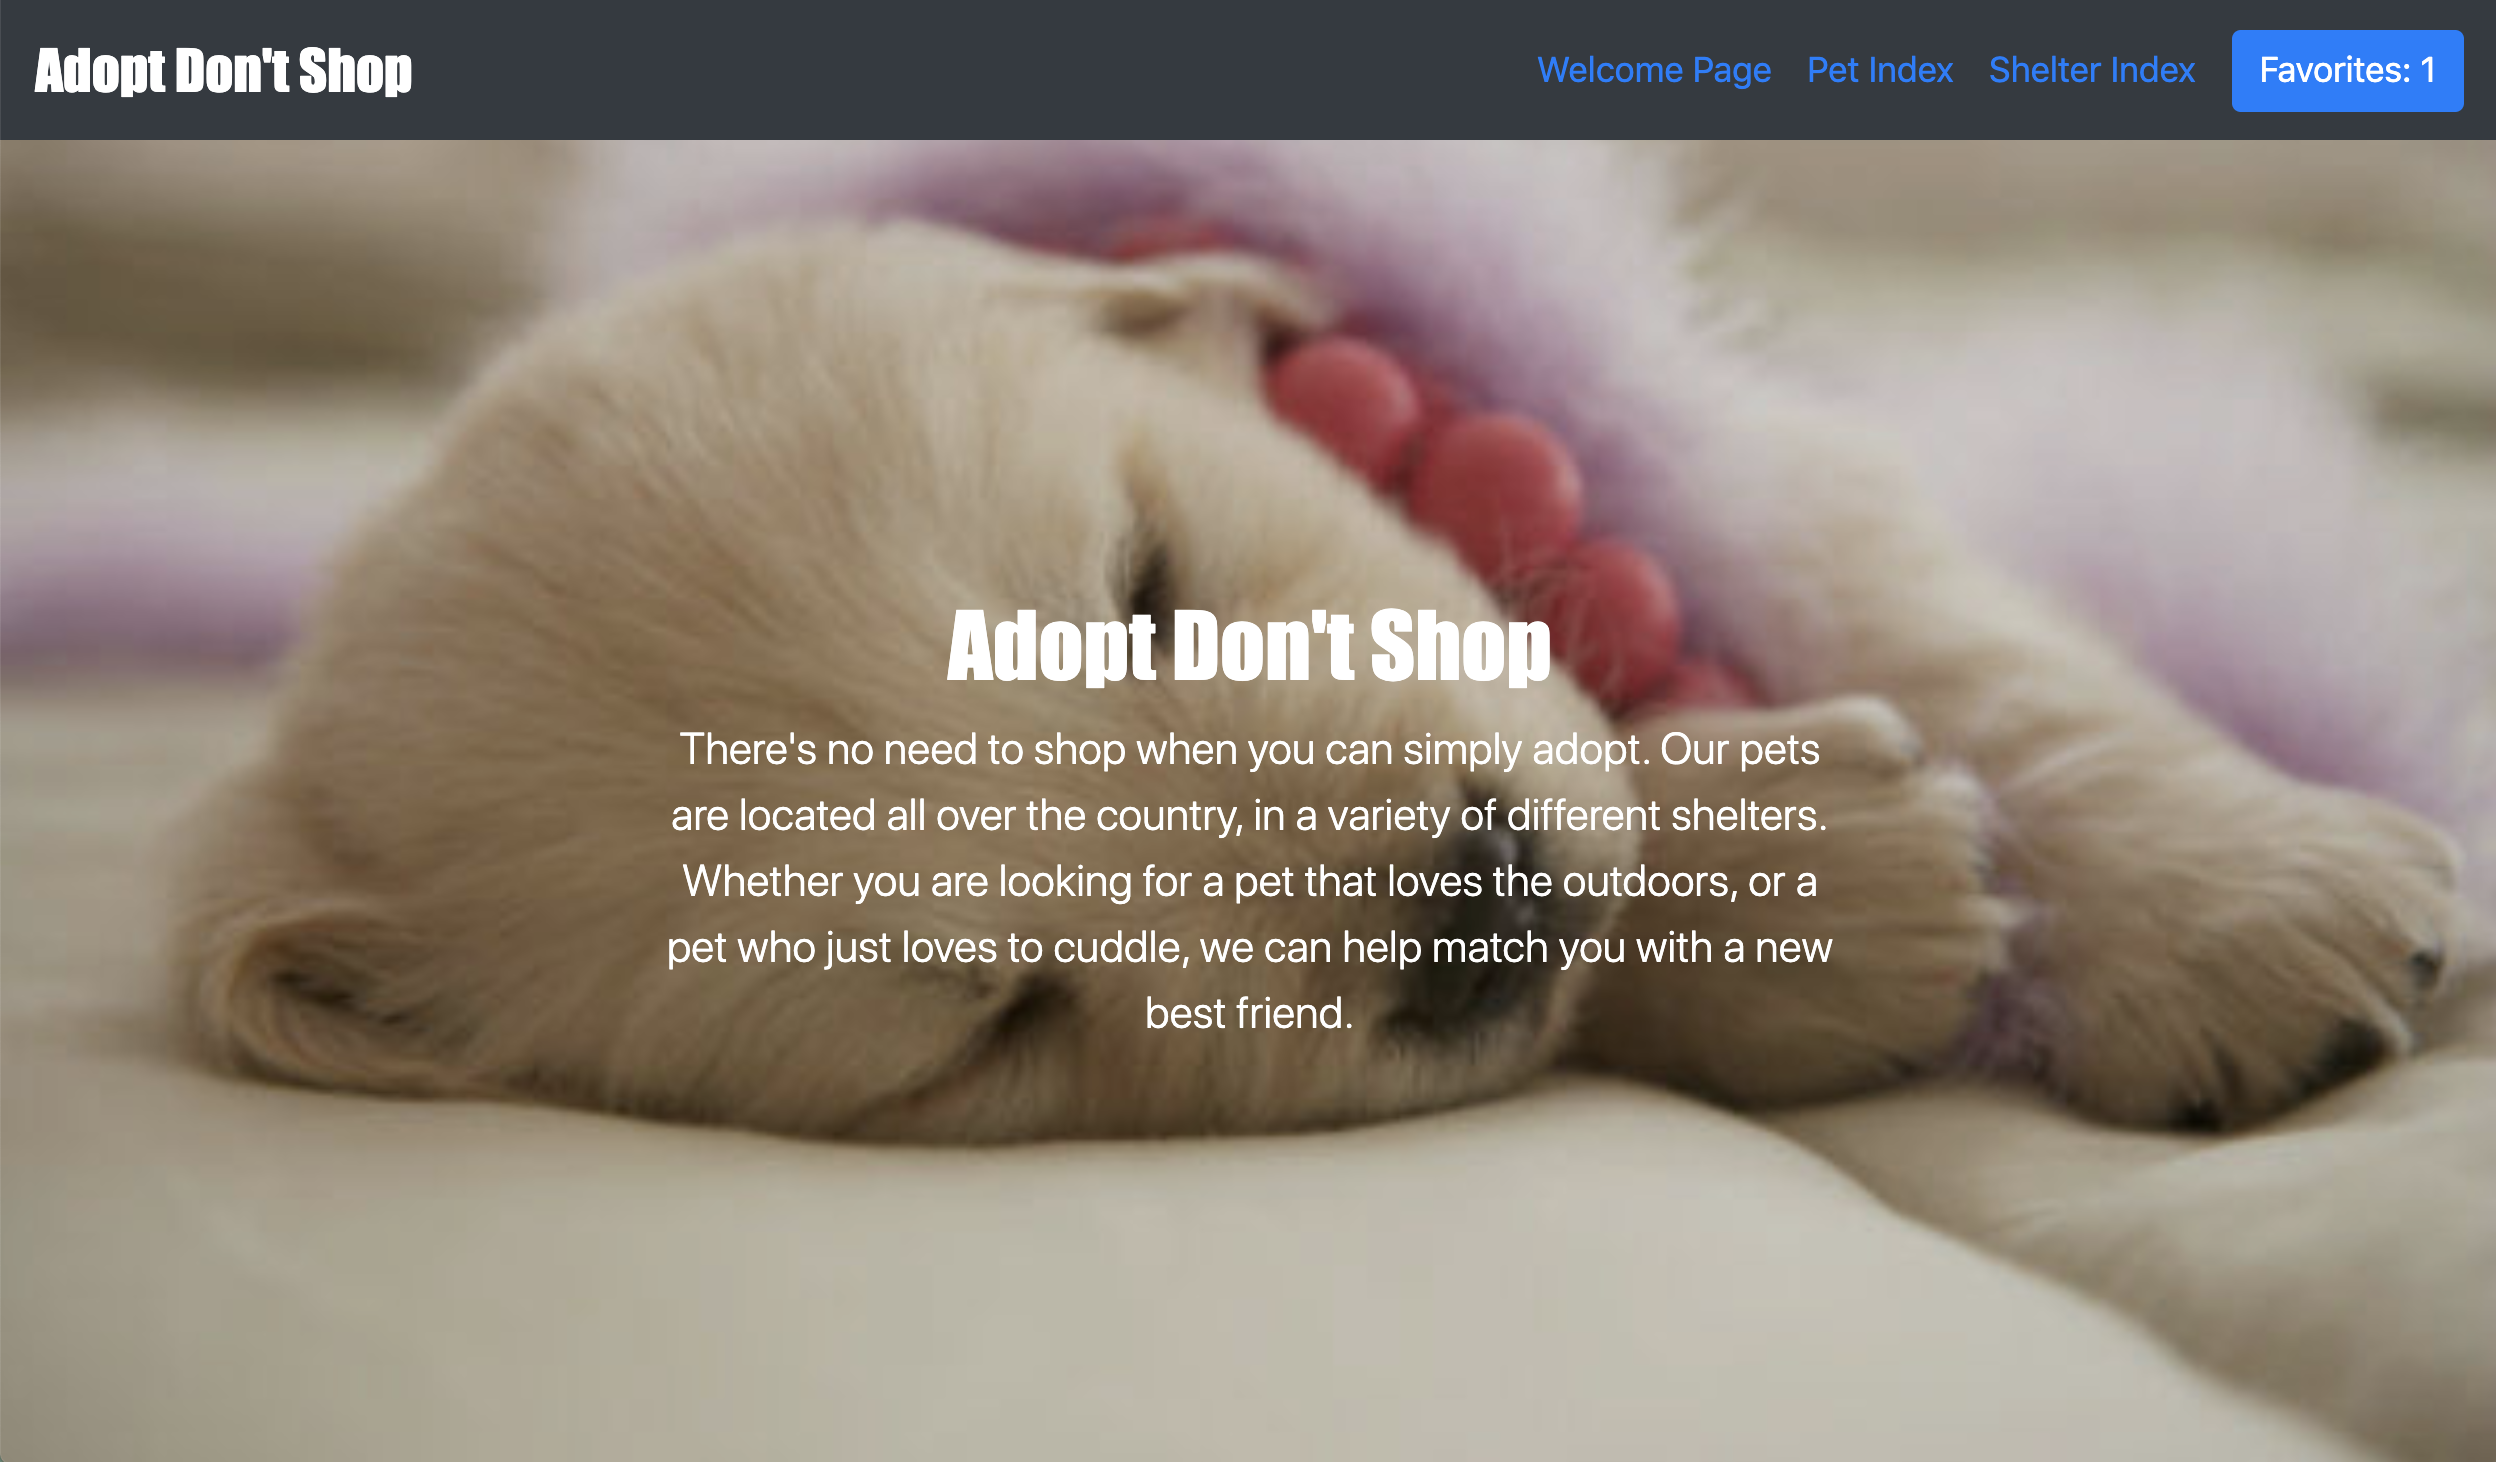 Adopt Don't Shop
Welcome Page
Pet Index
Shelter Index
Favorites: 1
Adopt Don't Shop
There's no need to shop when you can simply adopt. Our pets
are located all over the country, in a variety of different shelters.
Whether you are looking for a pet that loves the outdoors, or a
pet who just loves to cuddle, we can help match you with a new
best friend.